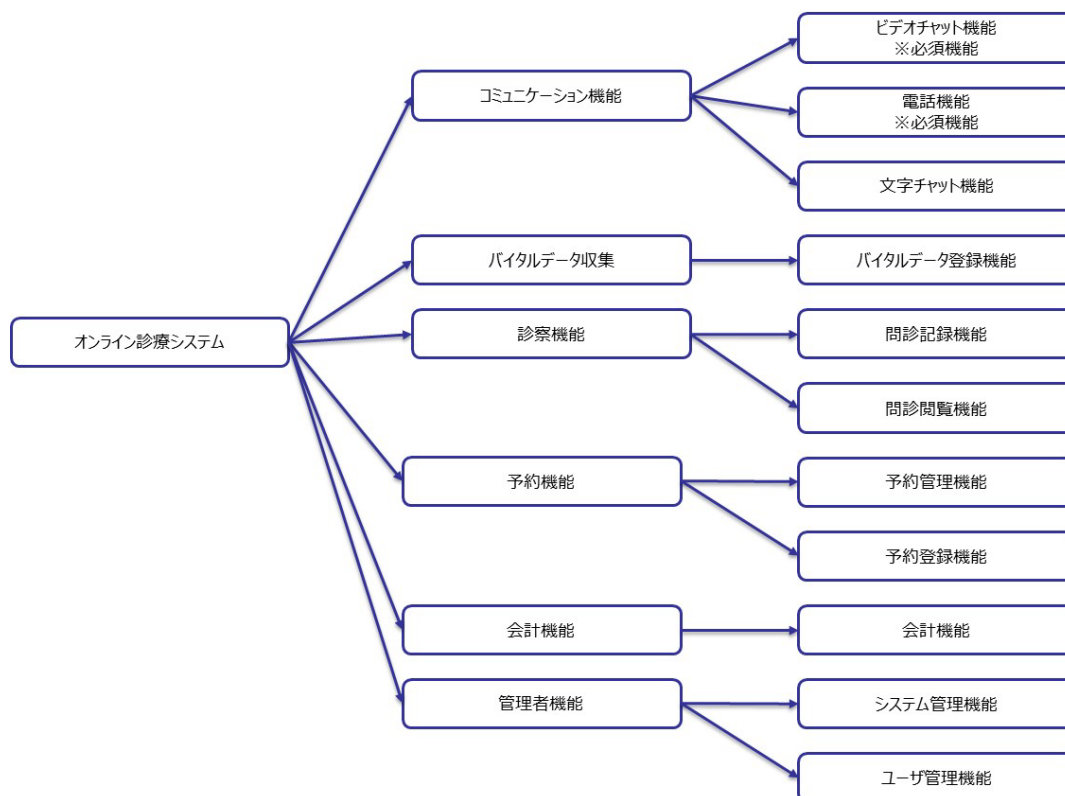 ビデオチャット機能
※必須機能
コミュニケーション機能
電話機能
※必須機能
文字チャット機能
バイタルデータ収集
バイタルデータ登録機能
オンライン診療システム
診察機能
問診記録機能
問診閲覧機能
予約機能
予約管理機能
予約登録機能
会計機能
会計機能
管理者機能
システム管理機能
ユーザ管理機能